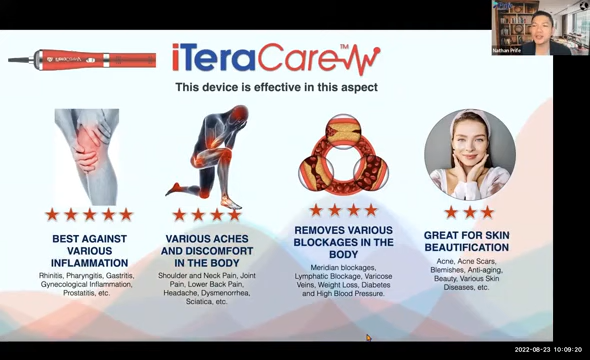 Nathan Prife
iTeraCare™
This device is effective in this aspect
BEST AGAINST
VARIOUS
INFLAMMATION
Rhinitis, Pharyngitis, Gastritis,
Gynecological Inflammation,
Prostatitis, etc.
VARIOUS ACHES
AND DISCOMFORT
IN THE BODY
Shoulder and Neck Pain, Joint
Pain, Lower Back Pain,
Headache, Dysmenorrhea,
Sciatica, etc.
REMOVES VARIOUS
BLOCKAGES IN THE
BODY
Meridian blockages,
Lymphatic Blockage, Varicose
Veins, Weight Loss, Diabetes
and High Blood Pressure.
GREAT FOR SKIN
BEAUTIFICATION
Acne, Acne Scars,
Blemishes, Anti-aging,
Beauty, Various Skin
Diseases, etc.
2022-08-23 10:09:20